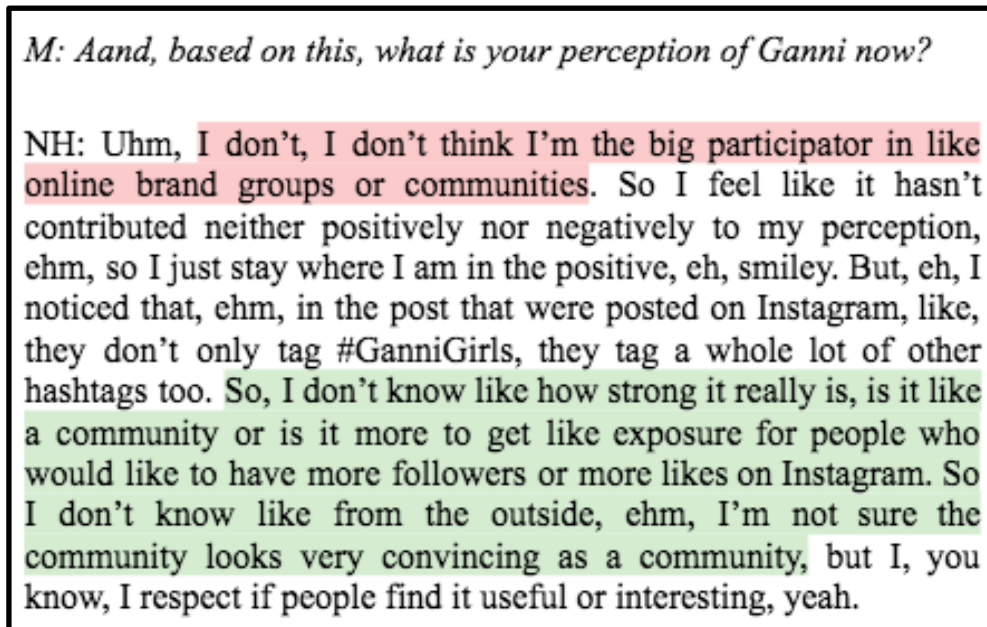 M: Aand, based on this, what is your perception of Ganni now?
NH: Uhm, I don't, I don't think I'm the big participator in like
online brand groups or communities. So I feel like it hasn't
contributed neither positively nor negatively to my perception,
ehm, so I just stay where I am in the positive, eh, smiley. But, eh, I
noticed that, ehm, in the post that were posted on Instagram, like,
they don't only tag #GanniGirls, they tag a whole lot of other
hashtags too. So, I don't know like how strong it really is, is it like
a community or is it more to get like exposure for people who
would like to have more followers or more likes on Instagram. So
I don't know like from the outside, ehm, I'm not sure the
community looks very convincing as a community, but I, you
know, I respect if people find it useful or interesting, yeah.